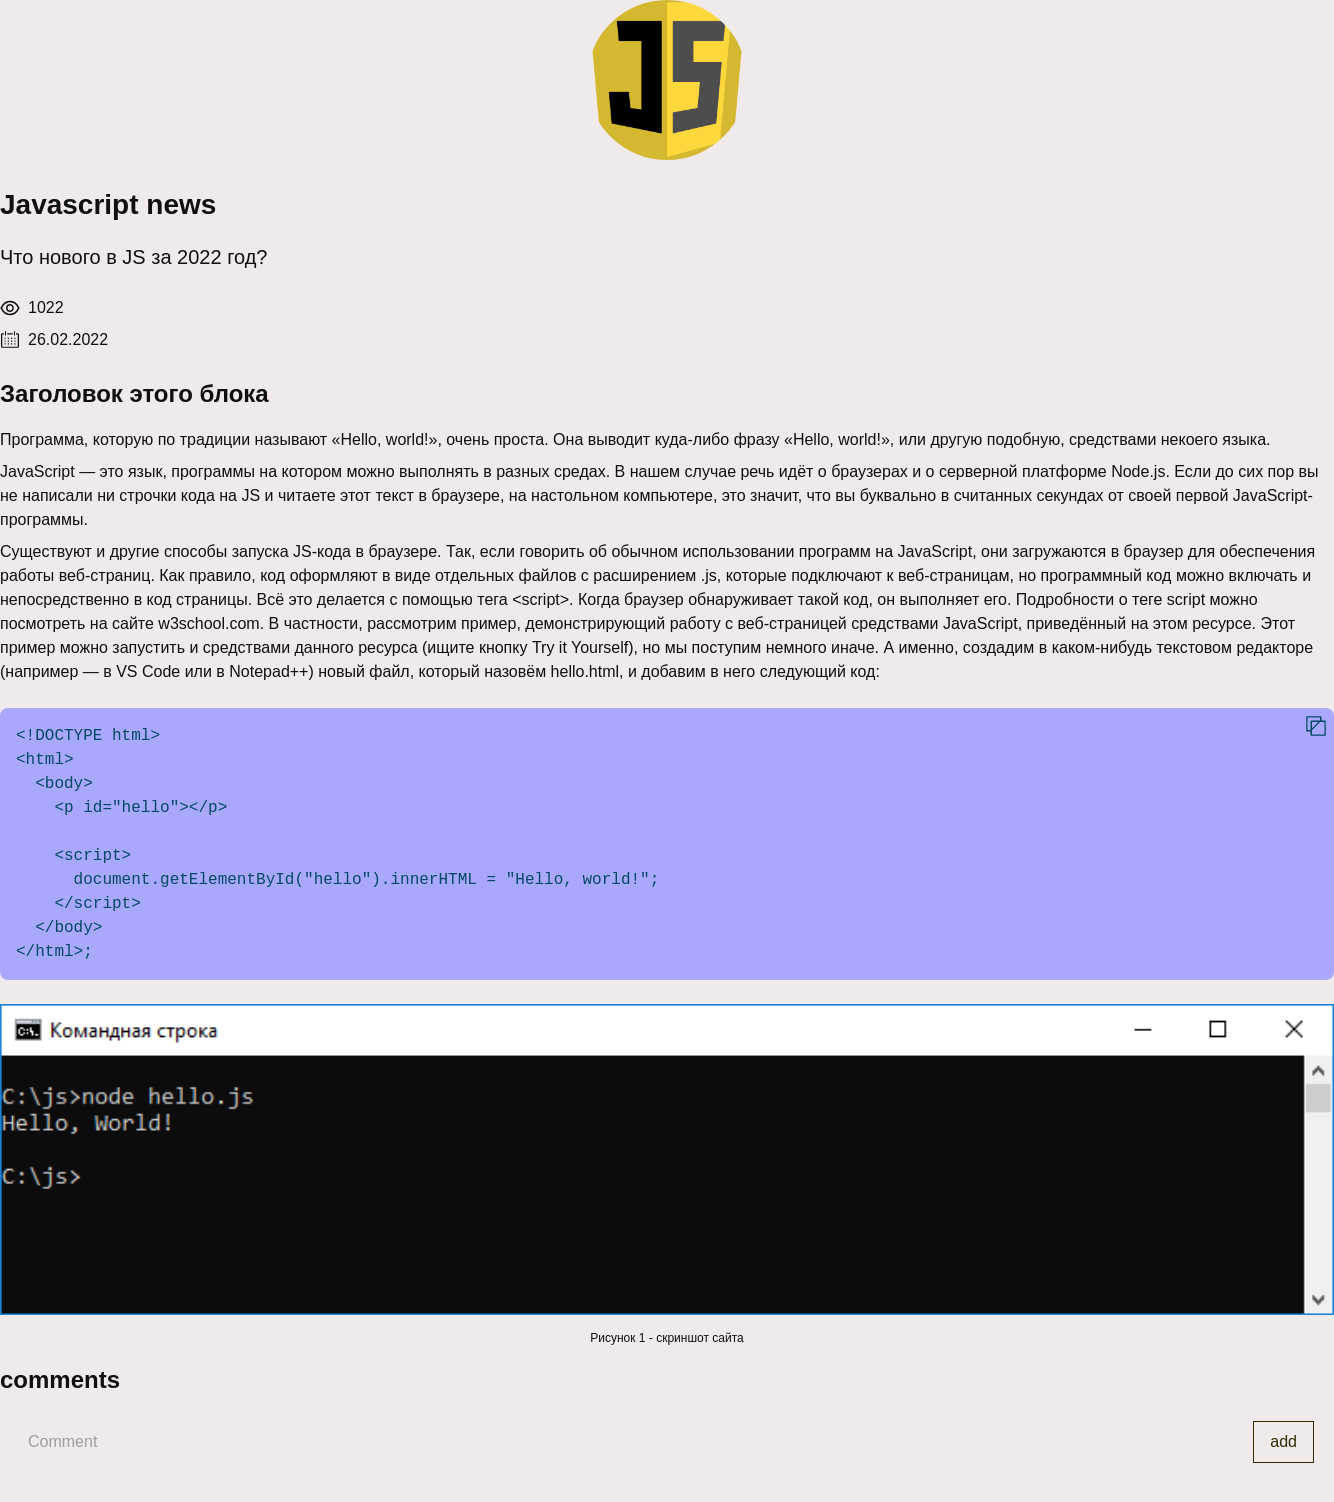 JS
Javascript news
Что нового в JS за 2022 год?
1022
26.02.2022
Заголовок этого блока
Программа, которую по традиции называют «Hello, world!», очень проста. Она выводит куда-либо фразу «Hello, world!», или другую подобную, средствами некоего языка.
JavaScript — это язык, программы на котором можно выполнять в разных средах. В нашем случае речь идёт о браузерах и о серверной платформе Node.js. Если до сих пор вы
не написали ни строчки кода на JS и читаете этот текст в браузере, на настольном компьютере, это значит, что вы буквально в считанных секундах от своей первой JavaScript-
программы.
Существуют и другие способы запуска JS-кода в браузере. Так, если говорить об обычном использовании программ на JavaScript, они загружаются в браузер для обеспечения
работы веб-страниц. Как правило, код оформляют в виде отдельных файлов с расширением .js, которые подключают к веб-страницам, но программный код можно включать и
непосредственно в код страницы. Всё это делается с помощью тега <script>. Когда браузер обнаруживает такой код, он выполняет его. Подробности о теге script можно
посмотреть на сайте w3school.com. В частности, рассмотрим пример, демонстрирующий работу с веб-страницей средствами JavaScript, приведённый на этом ресурсе. Этот
пример можно запустить и средствами данного ресурса (ищите кнопку Try it Yourself), но мы поступим немного иначе. А именно, создадим в каком-нибудь текстовом редакторе
(например — в VS Code или в Notepad++) новый файл, который назовём hello.html, и добавим в него следующий код:
<!DOCTYPE html>
<html>
  <body>
    <p id="hello"></p>
    <script>
      document.getElementById("hello").innerHTML = "Hello, world!";
    </script>
  </body>
</html>;
C:\. Командная строка
C:\js>node hello.js
Hello, World!
C:\js>
Рисунок 1 - скриншот сайта
comments
Comment
add